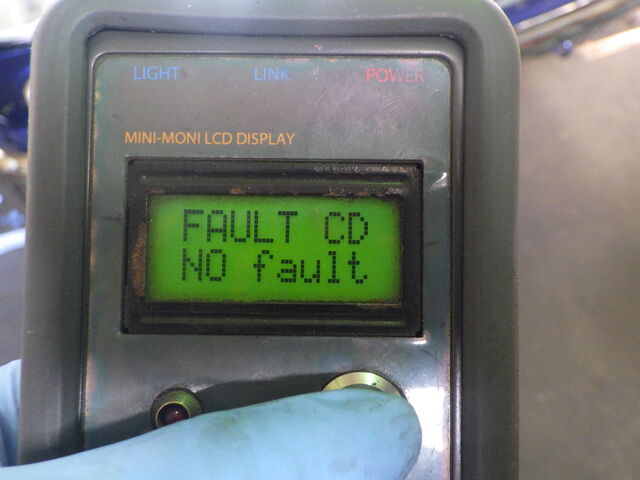 LIGHT LINK POWER
MINI-MONI LCD DISPLAY
FAULT CD
NO fault